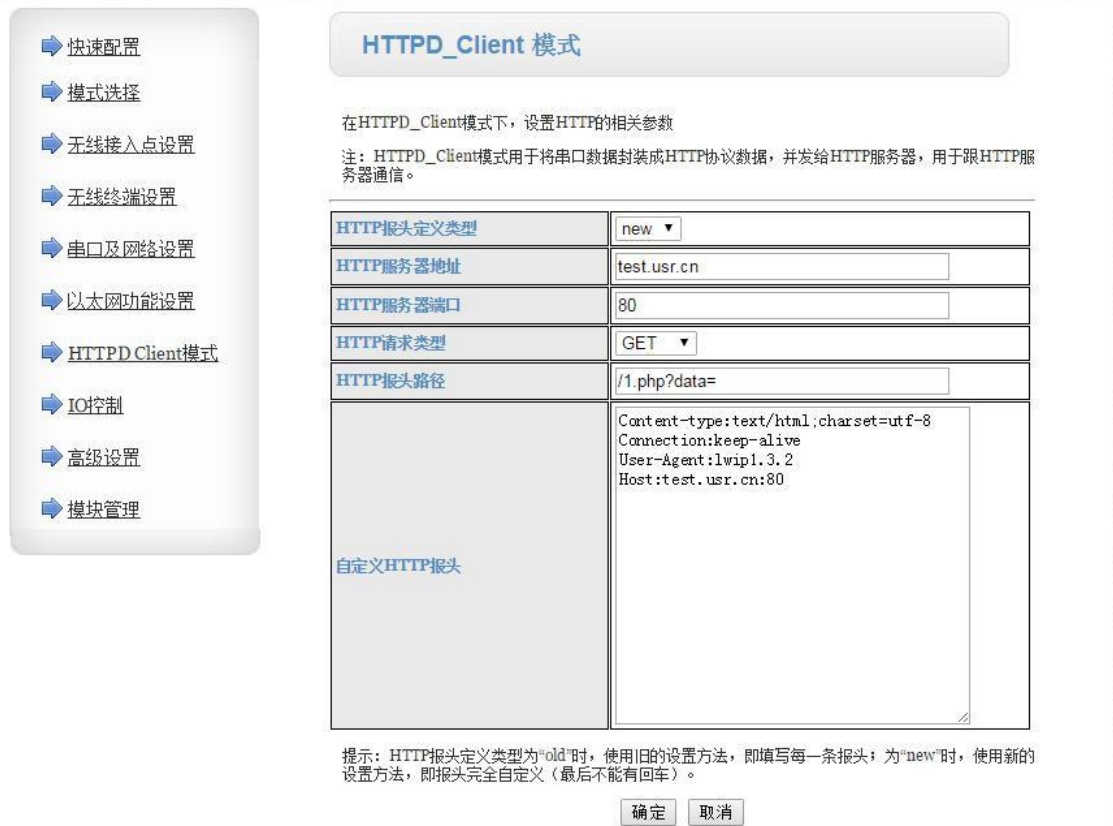 快速配置
模式选择
无线接入点设置
无线终端设置
串口及网络设置
以太网功能设置
HTTPD Client模式
IO控制
高级设置
模块管理
HTTPD_Client 模式
在HTTPD_Client模式下，设置HTTP的相关参数
注：HTTPD_Client模式用于将串口数据封装成HTTP协议数据，并发给HTTP服务器，用于跟HTTP服
务器通信。
HTTP报头定义类型 new
HTTP服务器地址 test.usr.cn
HTTP服务器端口 80
HTTP请求类型 GET
HTTP报头路径 /1.php?data=
自定义HTTP报头
Content-type:text/html;charset=utf-8
Connection:keep-alive
User-Agent:lwip1.3.2
Host:test.usr.cn:80
提示：HTTP报头定义类型为“old”时，使用旧的设置方法，即填写每一条报头；为“new”时，使用新的
设置方法，即报头完全自定义（最后不能有回车）。
确定 取消